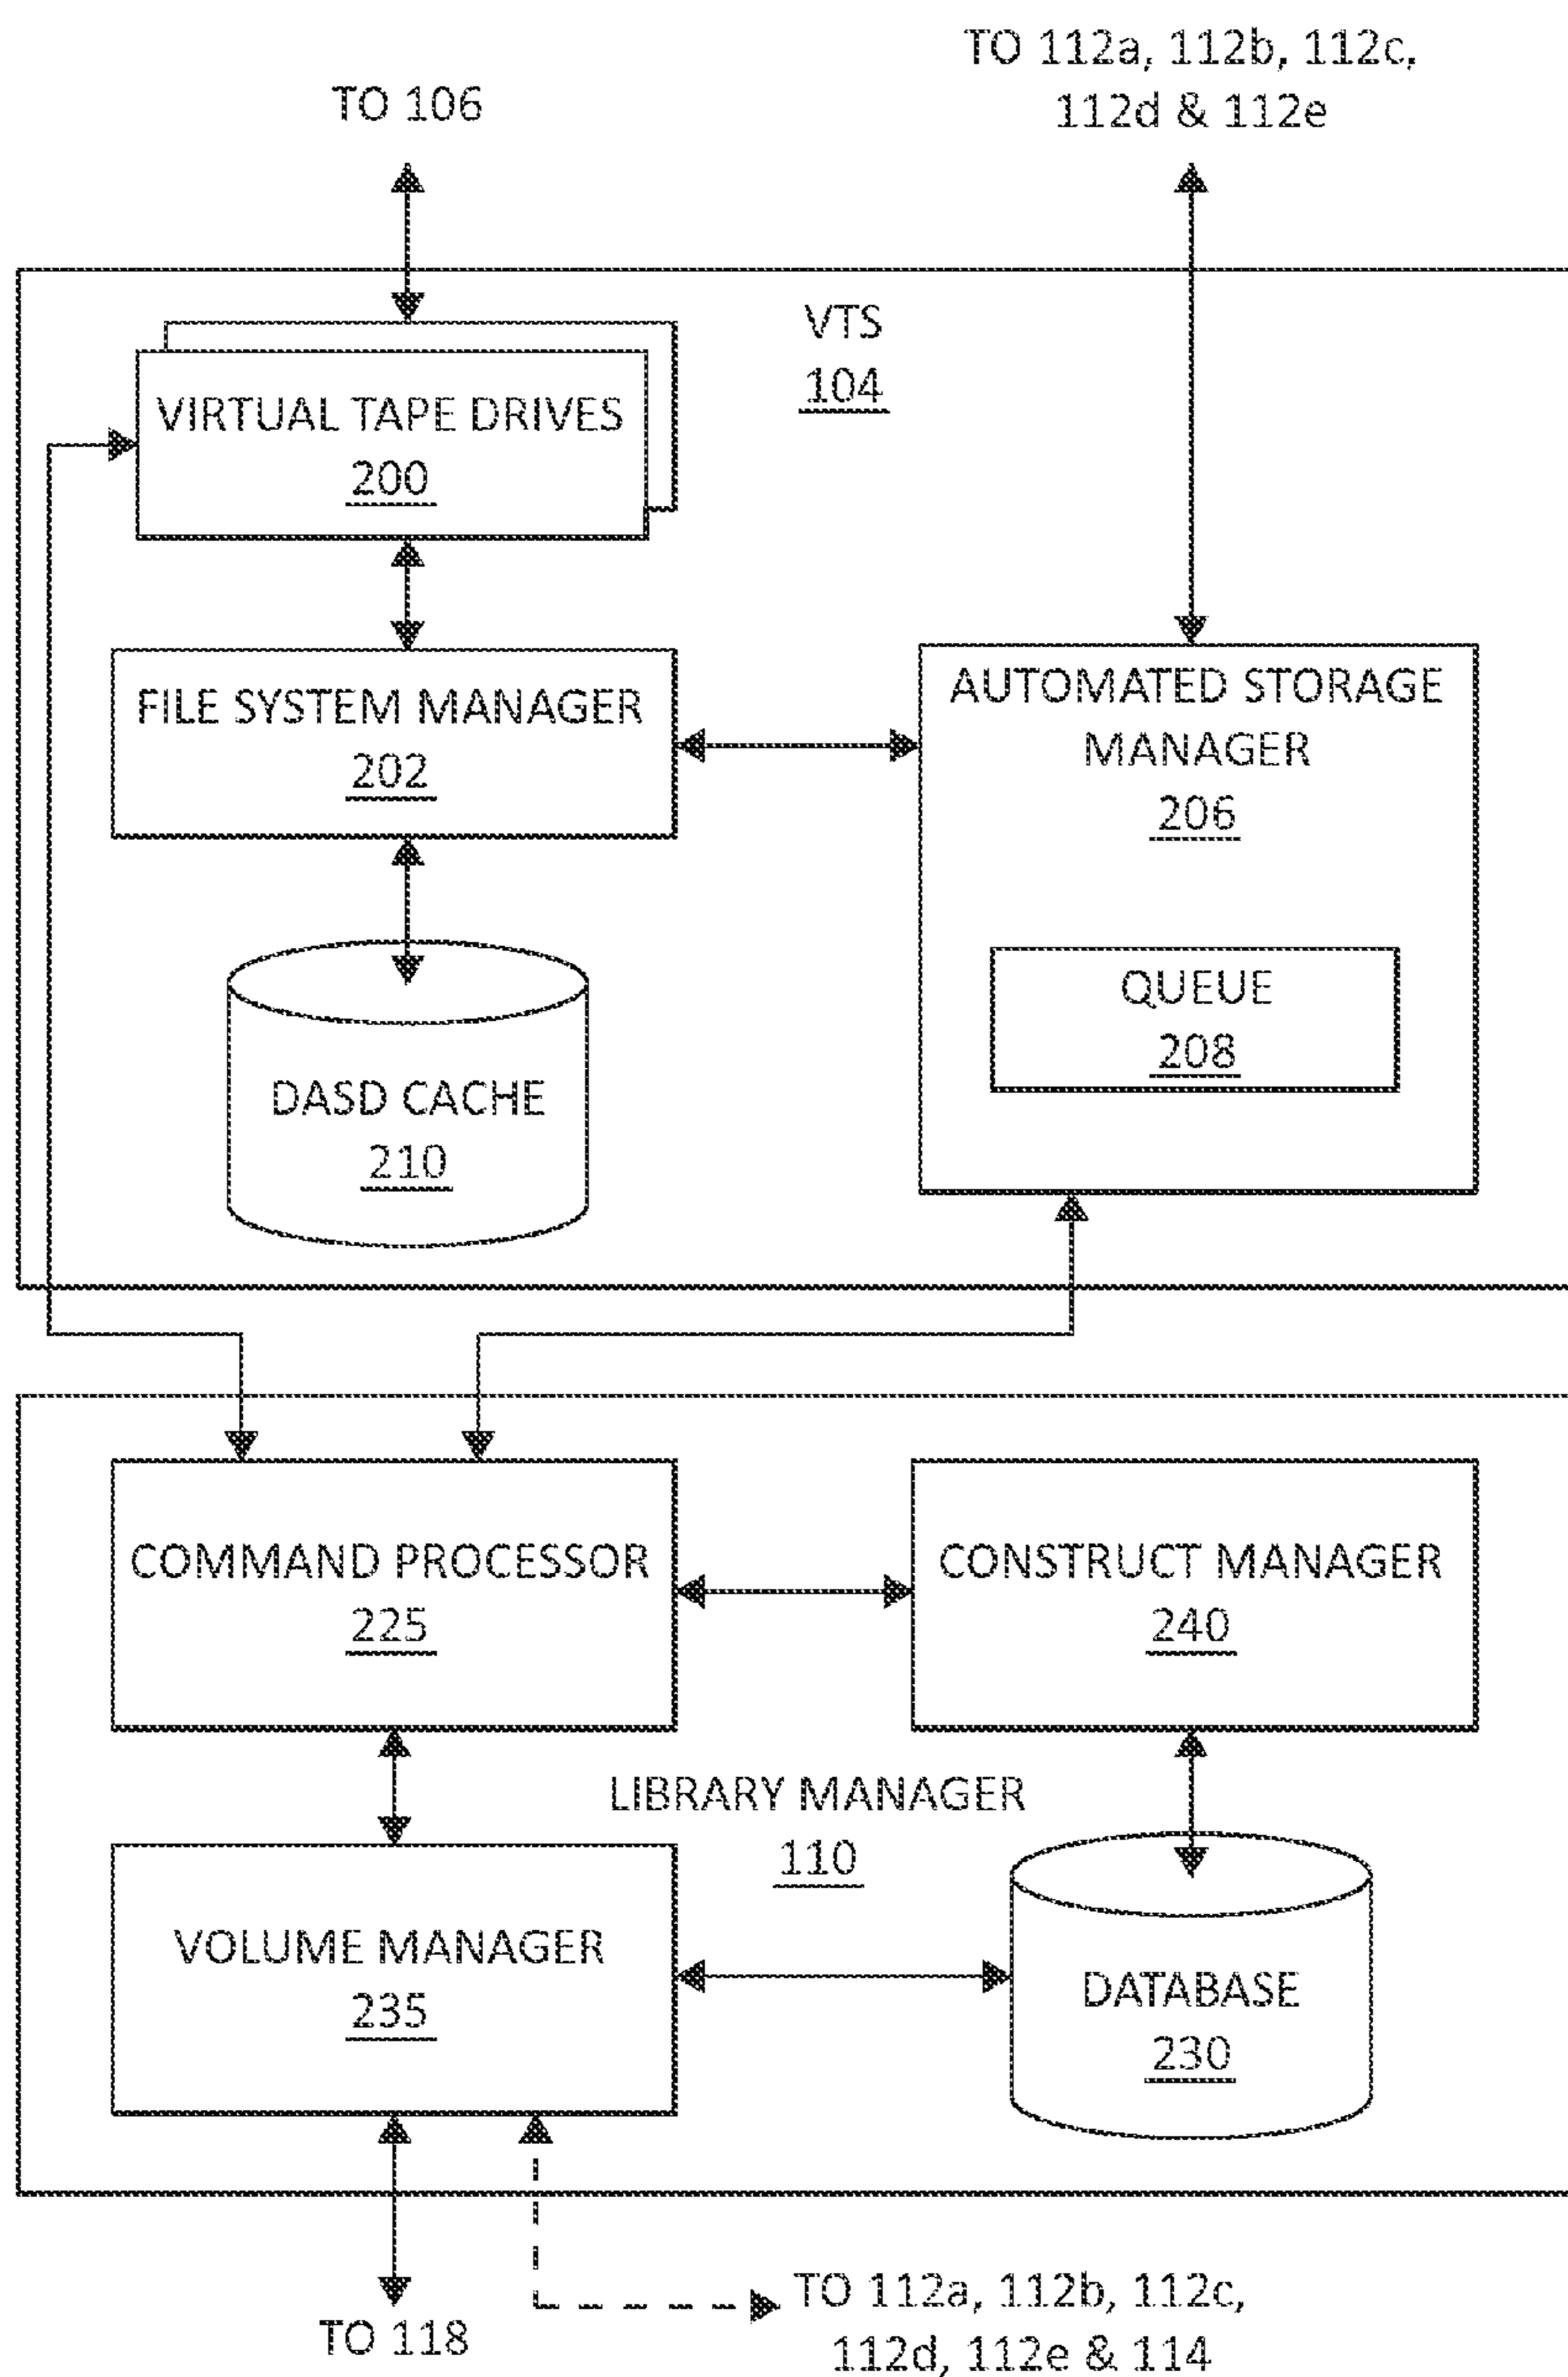 TO 106
TO 112a, 112b, 112c,
112d & 112e
VTS
104
VIRTUAL TAPE DRIVES
200
FILE SYSTEM MANAGER
202
AUTOMATED STORAGE
MANAGER
206
QUEUE
208
DASD CACHE
210
COMMAND PROCESSOR
225
CONSTRUCT MANAGER
240
LIBRARY MANAGER
110
VOLUME MANAGER
235
DATABASE
230
TO 118
TO 112a, 112b, 112c,
112d, 112e & 114